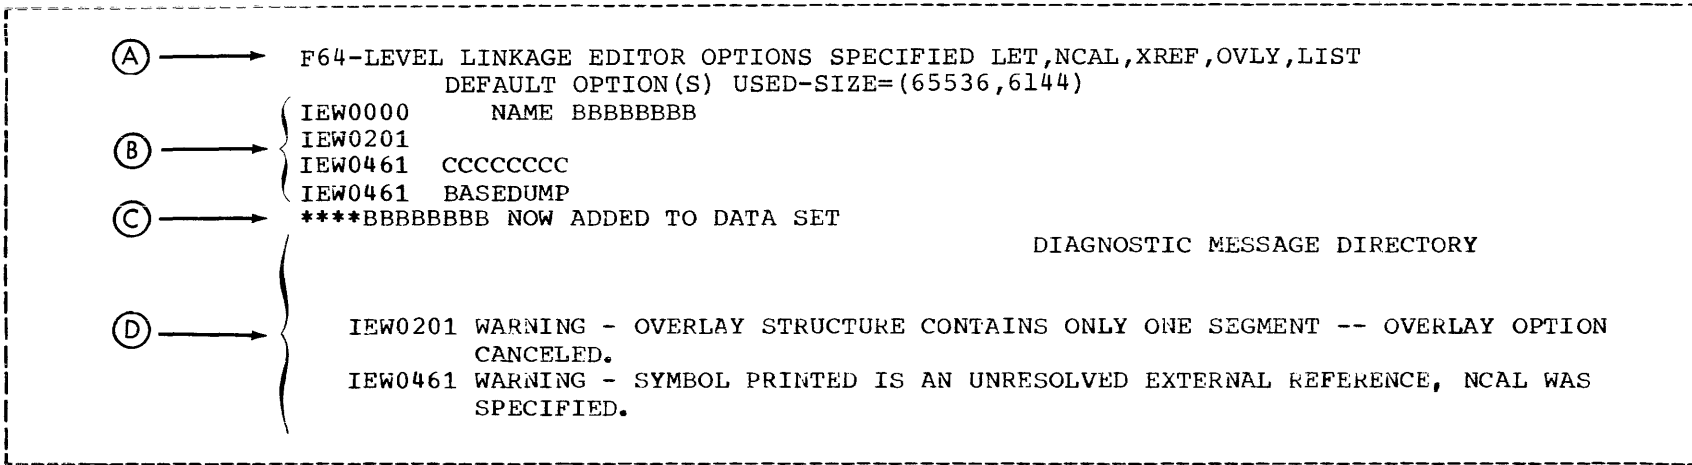 A F64-LEVEL LINKAGE EDITOR OPTIONS SPECIFIED LET,NCAL,XREF,OVLY,LIST
DEFAULT OPTION(S) USED-SIZE=(65536,6144)
IEW0000 NAME BBBBBBBB
B IEW0201
IEW0461 CCCCCCCC
IEW0461 BASEDUMP
C ****BBBBBBBB NOW ADDED TO DATA SET
DIAGNOSTIC MESSAGE DIRECTORY
D IEW0201 WARNING - OVERLAY STRUCTURE CONTAINS ONLY ONE SEGMENT -- OVERLAY OPTION
CANCELED.
IEW0461 WARNING - SYMBOL PRINTED IS AN UNRESOLVED EXTERNAL REFERENCE, NCAL WAS
SPECIFIED.